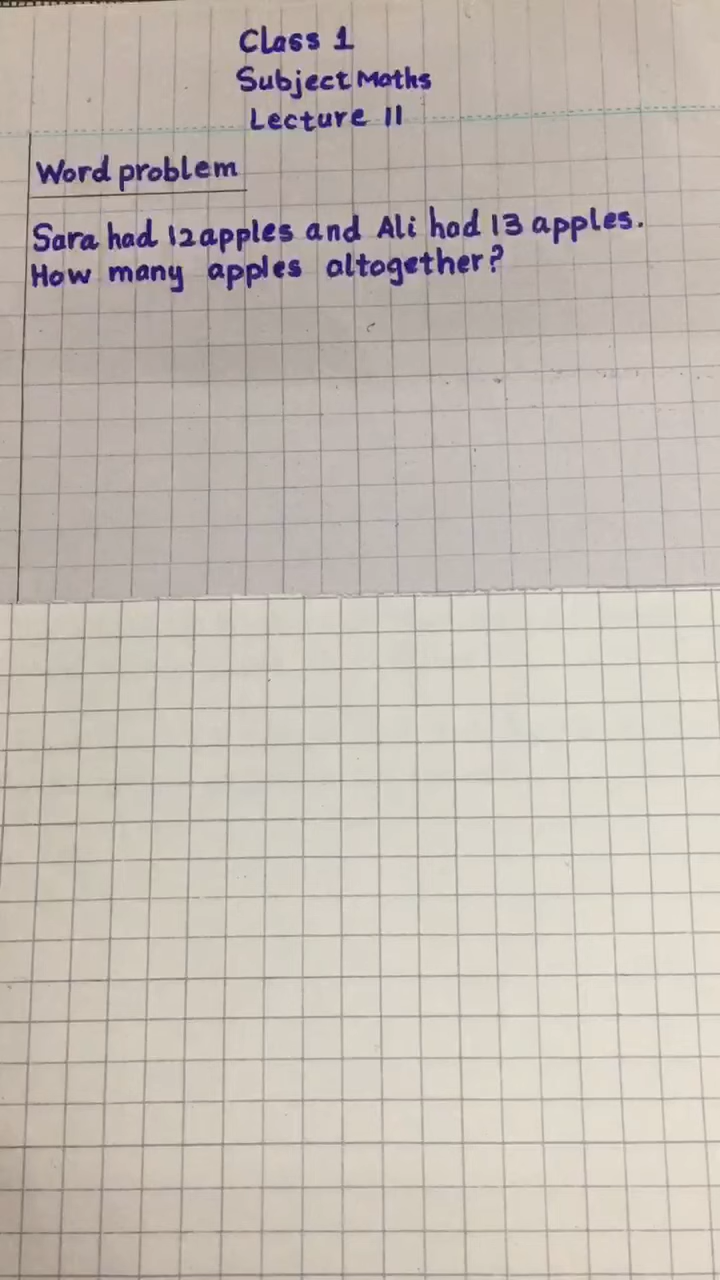 Class 1
Subject Maths
Lecture 11
Word problem
Sara had 12 apples and Ali had 13 apples.
How many apples altogether?